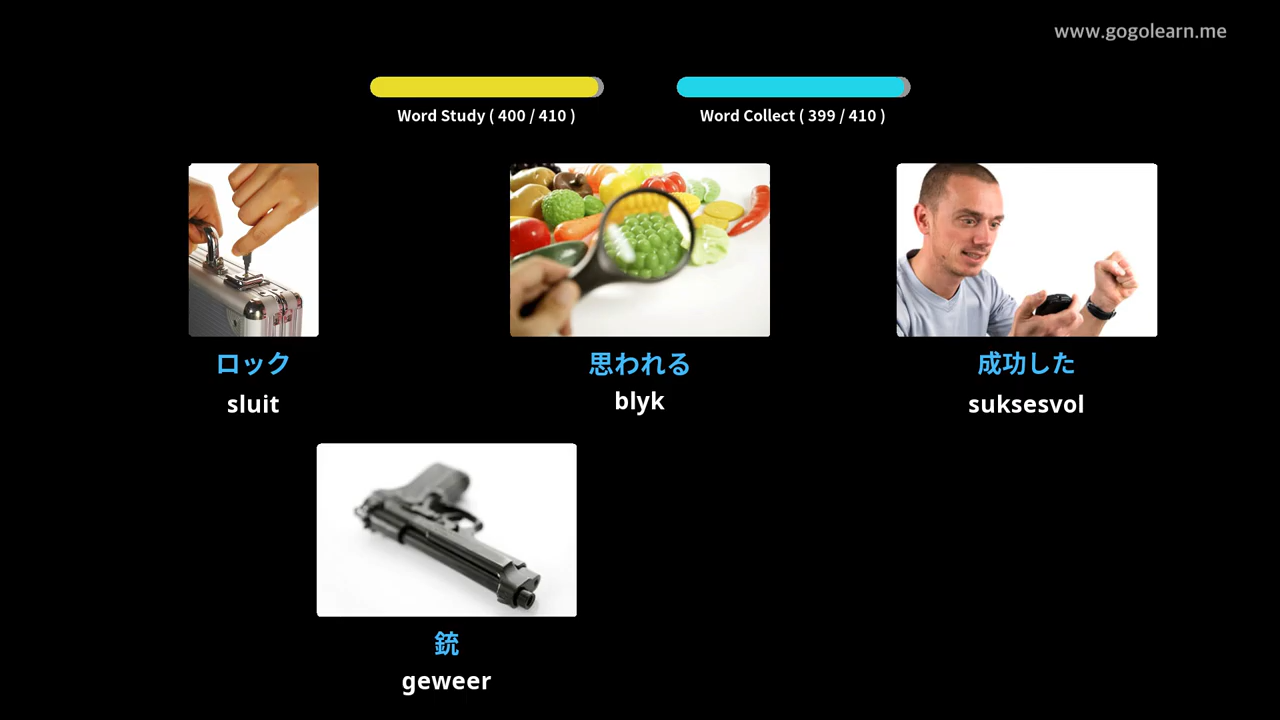 www.gogolearn.me
Word Study ( 400 / 410 )
Word Collect ( 399 / 410 )
ロック
sluit
思われる
blyk
成功した
suksesvol
銃
geweer